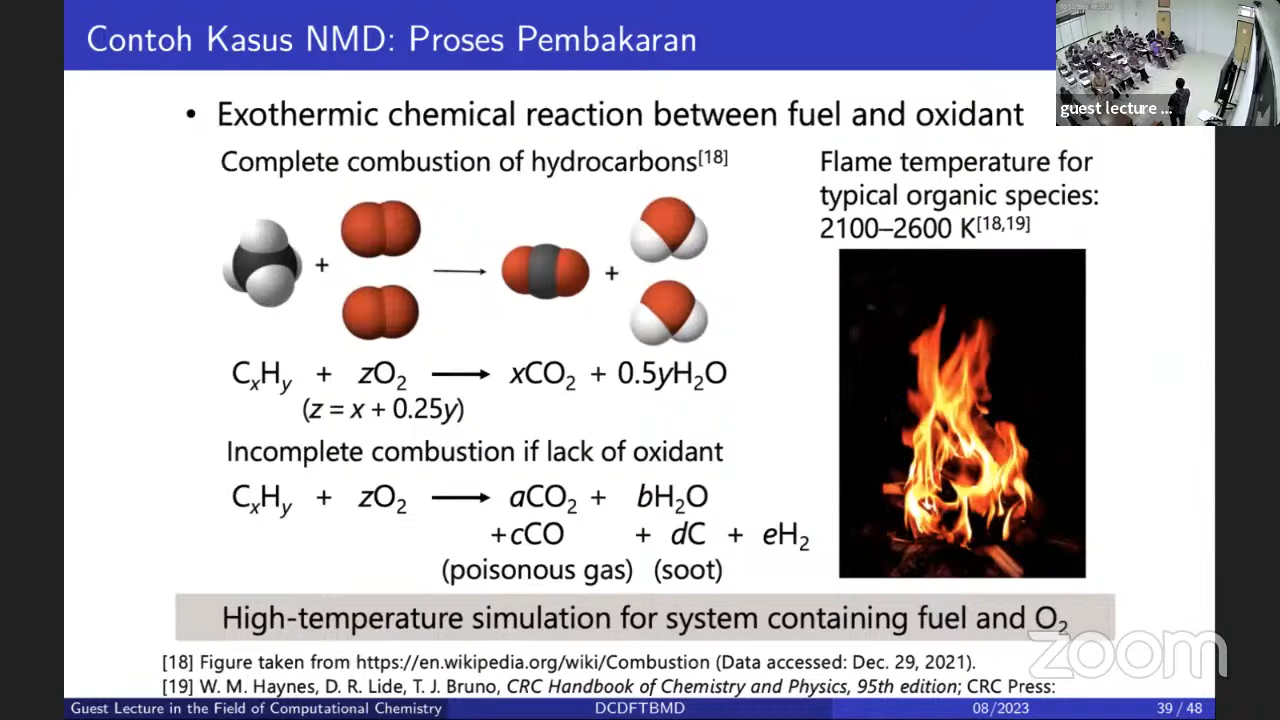 Contoh Kasus NMD: Proses Pembakaran
guest lecture ...
• Exothermic chemical reaction between fuel and oxidant
Complete combustion of hydrocarbons[18]
Flame temperature for
typical organic species:
2100–2600 K[18,19]
+ → +
CxHy + zO2 ⟶ xCO2 + 0.5yH2O
(z = x + 0.25y)
Incomplete combustion if lack of oxidant
CxHy + zO2 ⟶ aCO2 + bH2O
+cCO + dC + eH2
(poisonous gas) (soot)
High-temperature simulation for system containing fuel and O2
zoom
[18] Figure taken from https://en.wikipedia.org/wiki/Combustion (Data accessed: Dec. 29, 2021).
[19] W. M. Haynes, D. R. Lide, T. J. Bruno, CRC Handbook of Chemistry and Physics, 95th edition; CRC Press:
Guest Lecture in the Field of Computational Chemistry DCDFTBMD 08/2023 39 / 48